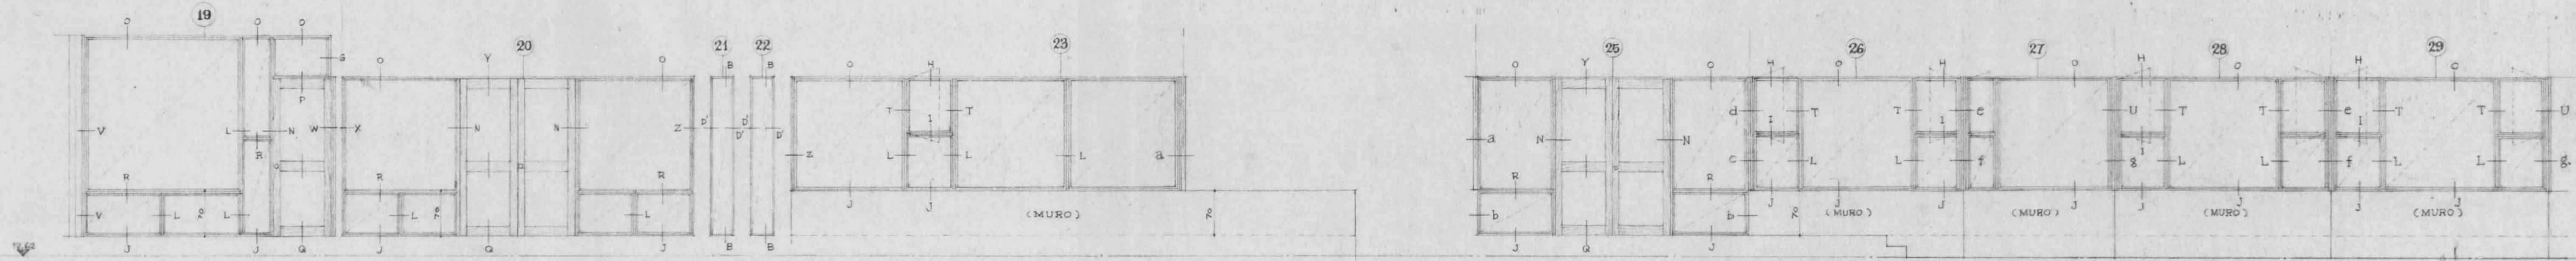 19
20
21
22
23
25
26
27
28
29
O O O O Y O B B O H O Y O H O H O H O H O
S
P
V L N W X N N Z D' D' D' D' T I T L L a Z
a N N d I T T e U T T e I T U
c L L f g I L L f L L g.
R R R R R R
V L L L L b b
(MURO) (MURO) (MURO) (MURO) (MURO)
J J Q J Q J B B J J J Q J J J J J J J J J